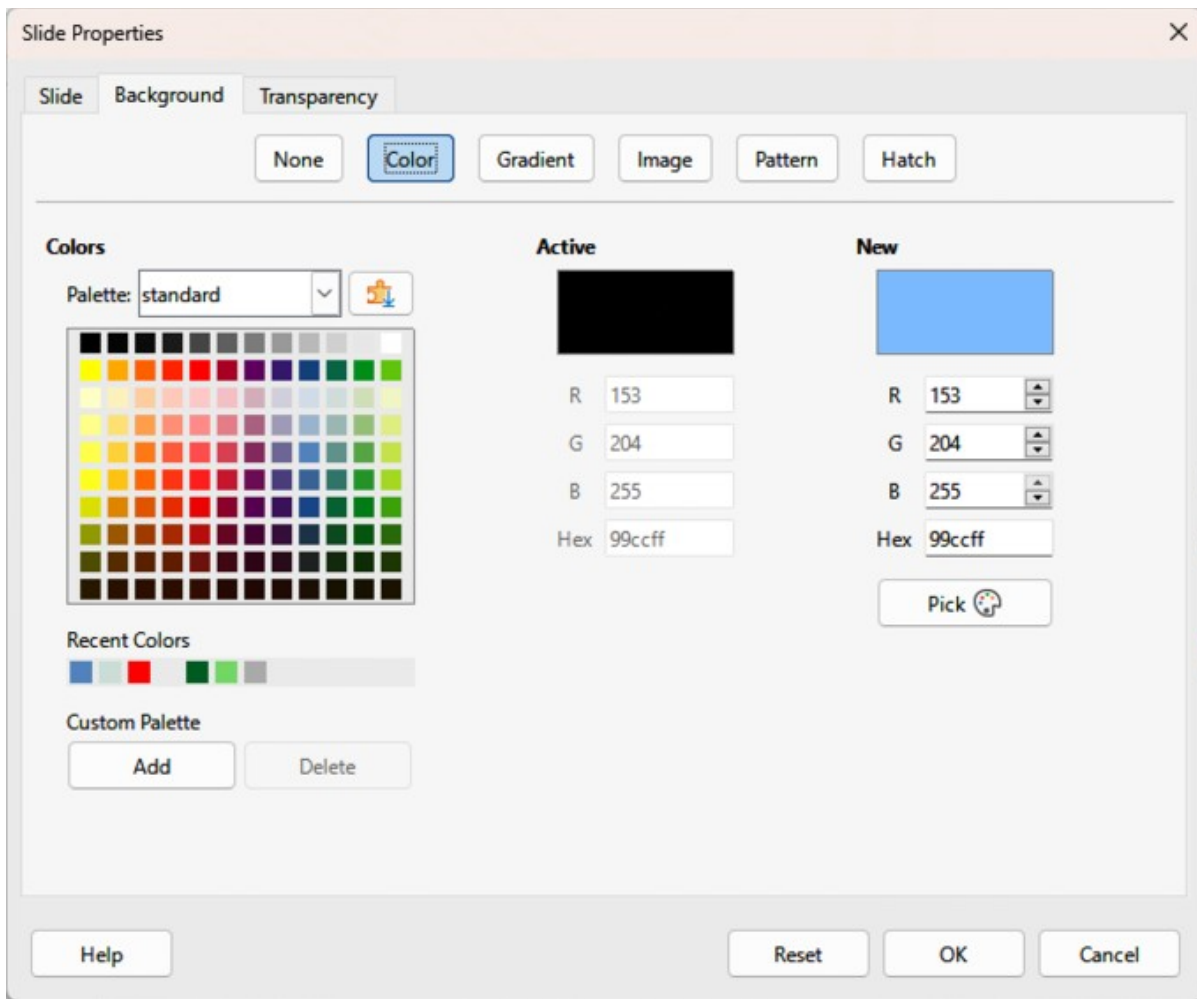 Slide Properties
Slide Background Transparency
None Color Gradient Image Pattern Hatch
Colors
Palette: standard
Recent Colors
Custom Palette
Add Delete
Active
R 153
G 204
B 255
Hex 99ccff
New
R 153
G 204
B 255
Hex 99ccff
Pick
Help Reset OK Cancel